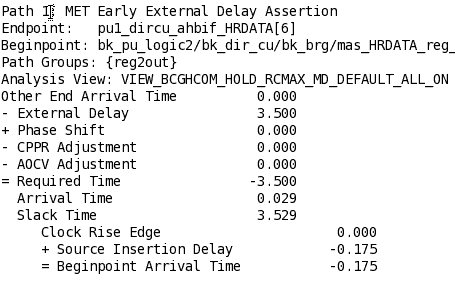 Path 1: MET Early External Delay Assertion
Endpoint: pu1_dircu_ahbif_HRDATA[6]
Beginpoint: bk_pu_logic2/bk_dir_cu/bk_brg/mas_HRDATA_reg_
Path Groups: {reg2out}
Analysis View: VIEW_BCGHCOM_HOLD_RCMAX_MD_DEFAULT_ALL_ON
Other End Arrival Time 0.000
- External Delay 3.500
+ Phase Shift 0.000
- CPPR Adjustment 0.000
- AOCV Adjustment 0.000
= Required Time -3.500
Arrival Time 0.029
Slack Time 3.529
Clock Rise Edge 0.000
+ Source Insertion Delay -0.175
= Beginpoint Arrival Time -0.175